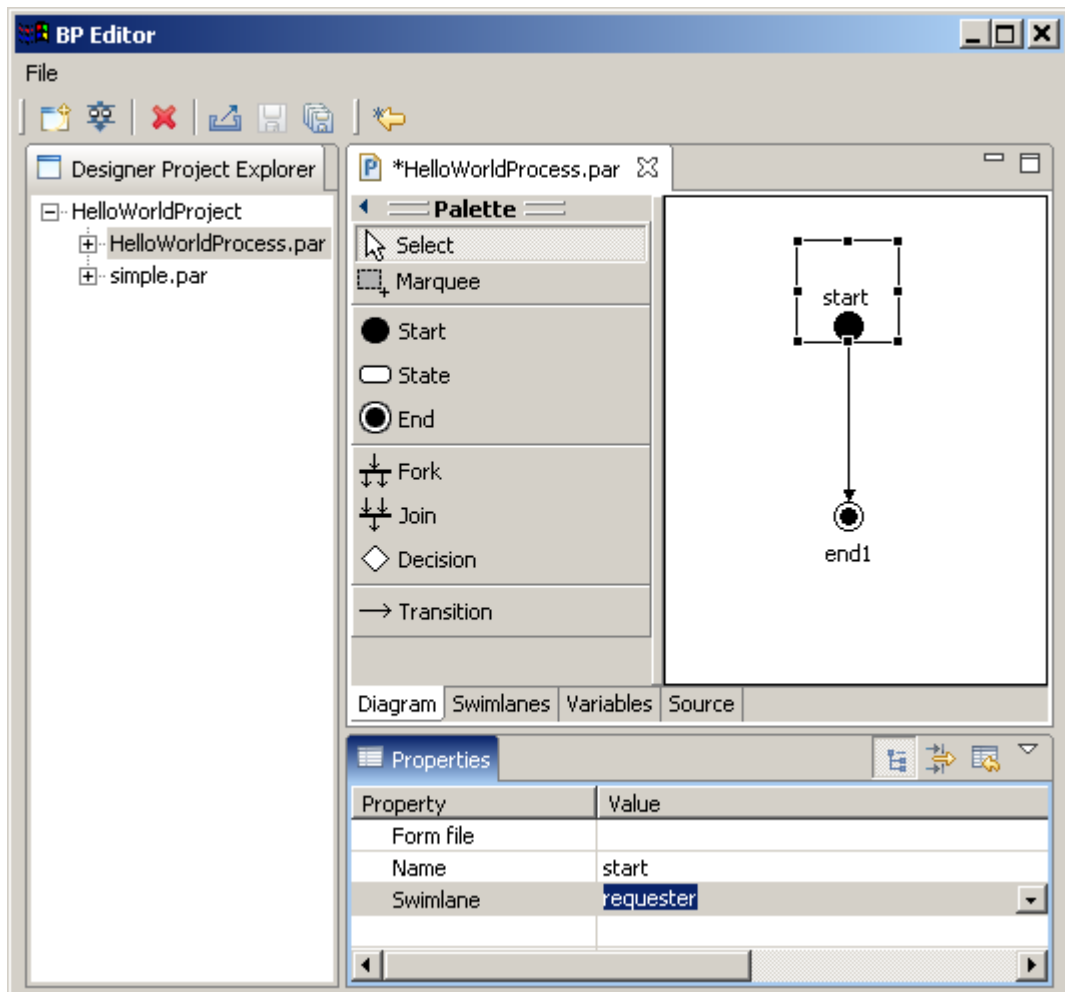 BP Editor
File
Designer Project Explorer
HelloWorldProject
HelloWorldProcess.par
simple.par
*HelloWorldProcess.par
Palette
Select
Marquee
Start
State
End
Fork
Join
Decision
Transition
start
end1
Diagram Swimlanes Variables Source
Properties
Property Value
Form file
Name start
Swimlane requester